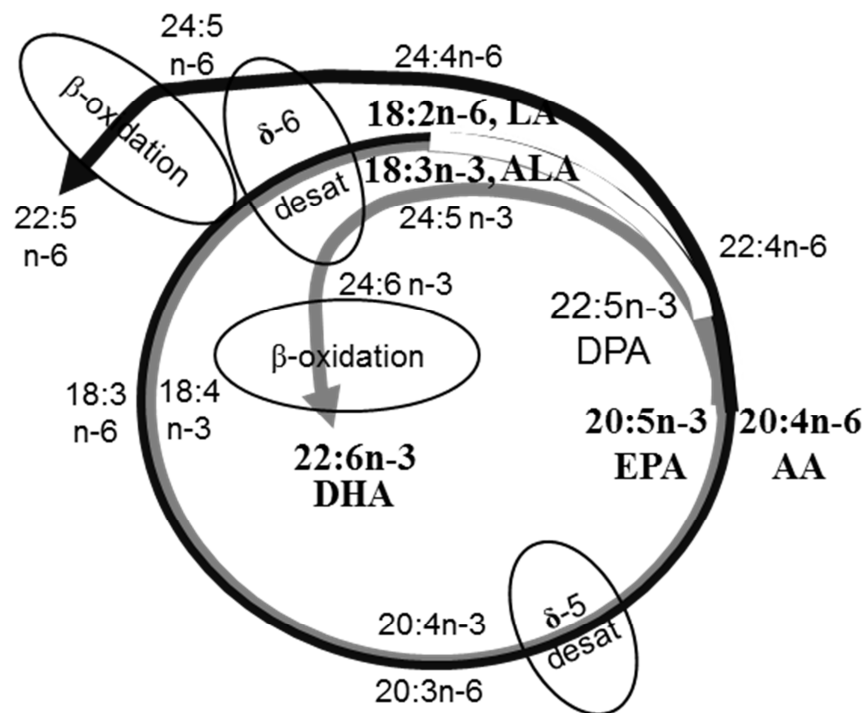 24:5
n-6
24:4n-6
β-oxidation
δ-6
desat
18:2n-6, LA
18:3n-3, ALA
24:5 n-3
22:5
n-6
22:4n-6
24:6 n-3
22:5n-3
DPA
β-oxidation
18:3
n-6
18:4
n-3
20:5n-3
EPA
20:4n-6
AA
22:6n-3
DHA
δ-5
desat
20:4n-3
20:3n-6